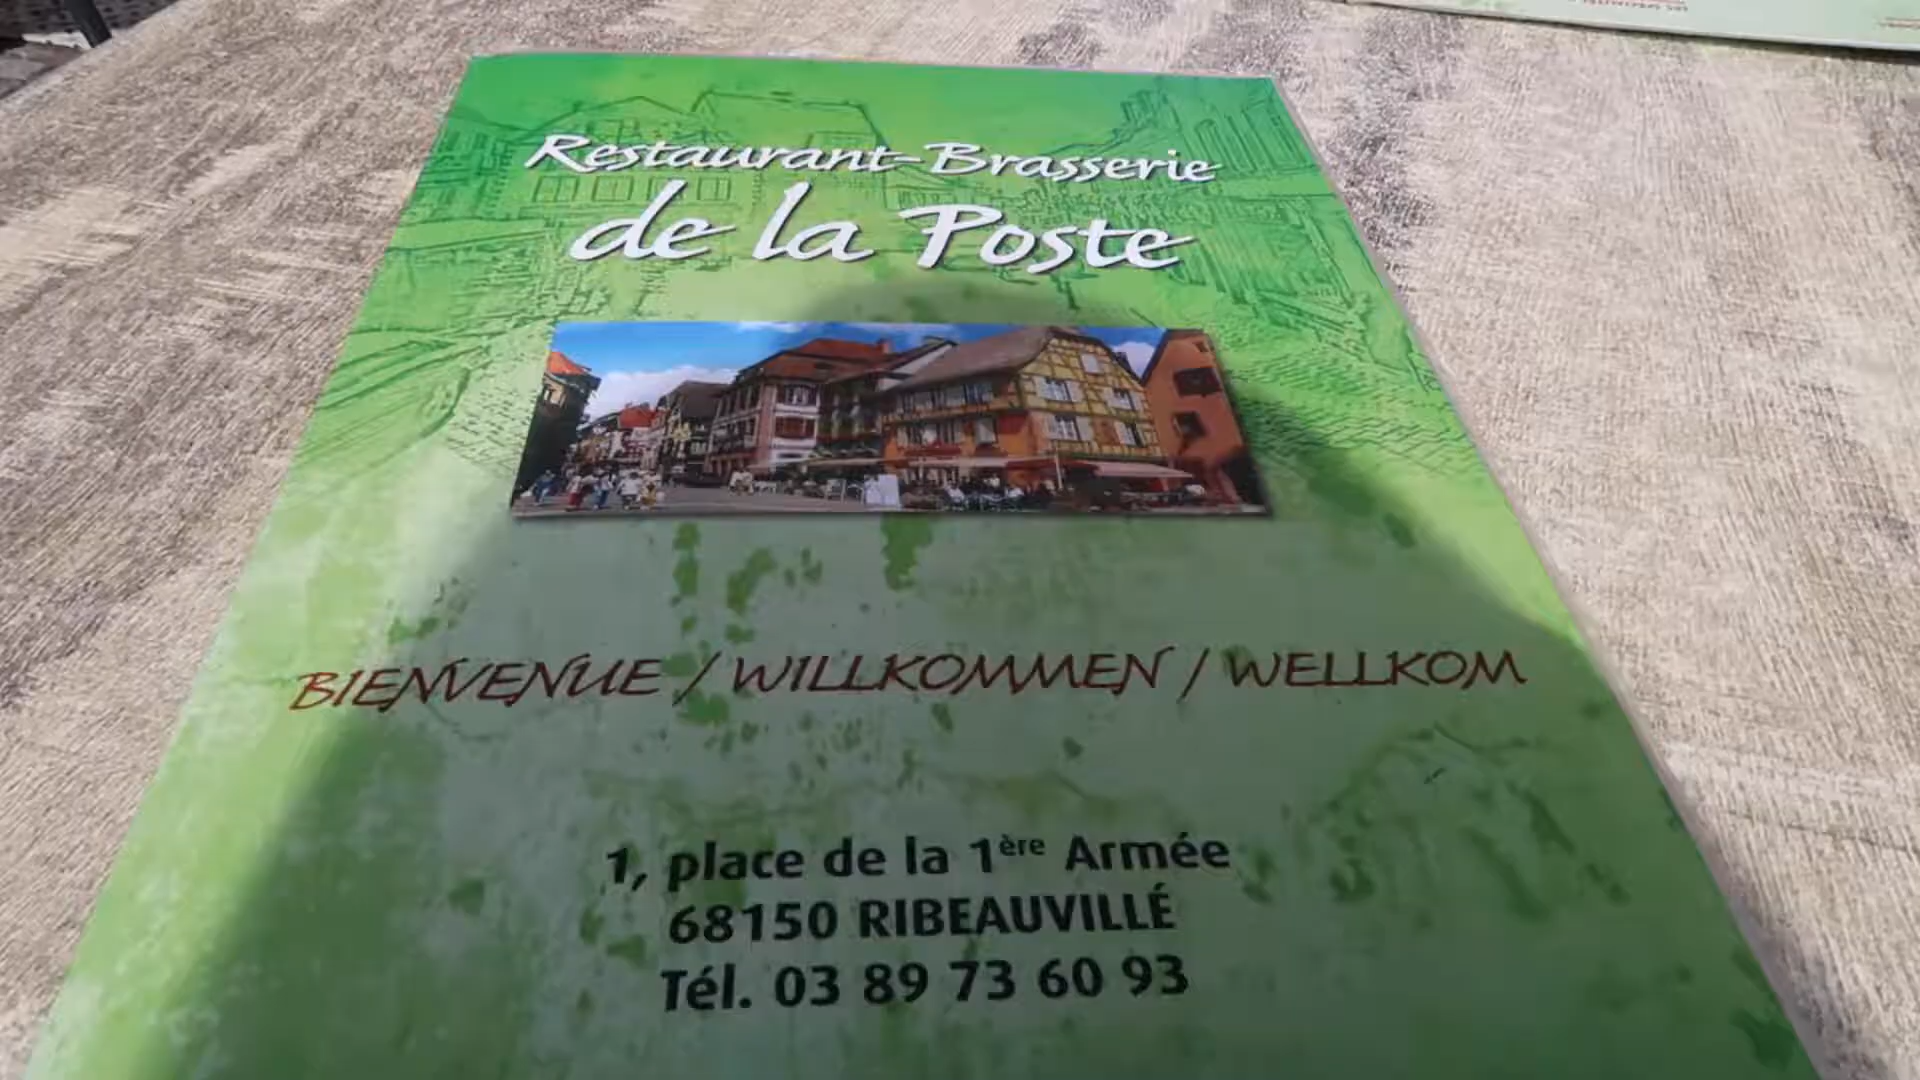 Restaurant-Brasserie
de la Poste
BIENVENUE / WILLKOMMEN / WELLKOM
1, place de la 1ère Armée
68150 RIBEAUVILLÉ
Tél. 03 89 73 60 93